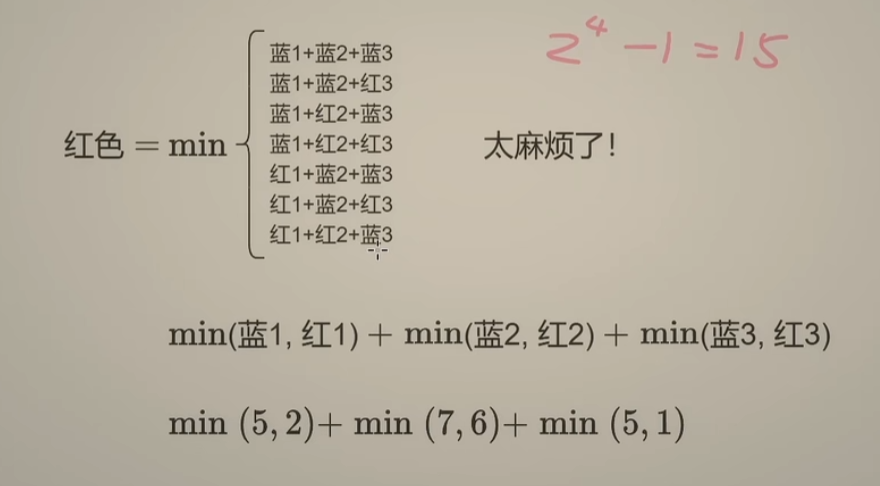 2^4 -1 = 15
蓝1+蓝2+蓝3
蓝1+蓝2+红3
蓝1+红2+蓝3
红色 = min { 蓝1+红2+红3 太麻烦了!
红1+蓝2+蓝3
红1+蓝2+红3
红1+红2+蓝3
min(蓝1, 红1) + min(蓝2, 红2) + min(蓝3, 红3)
min (5, 2)+ min (7, 6)+ min (5, 1)